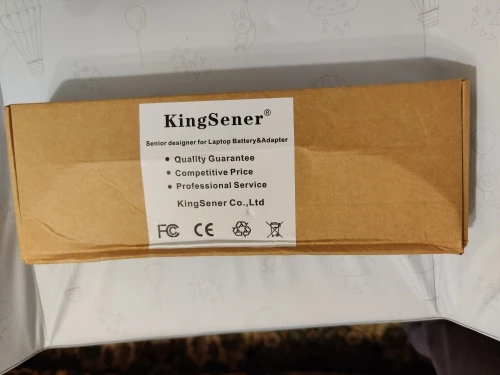 KingSener®
Senior designer for Laptop Battery&Adapter
• Quality Guarantee
• Competitive Price
• Professional Service
KingSener Co.,Ltd
FC CE